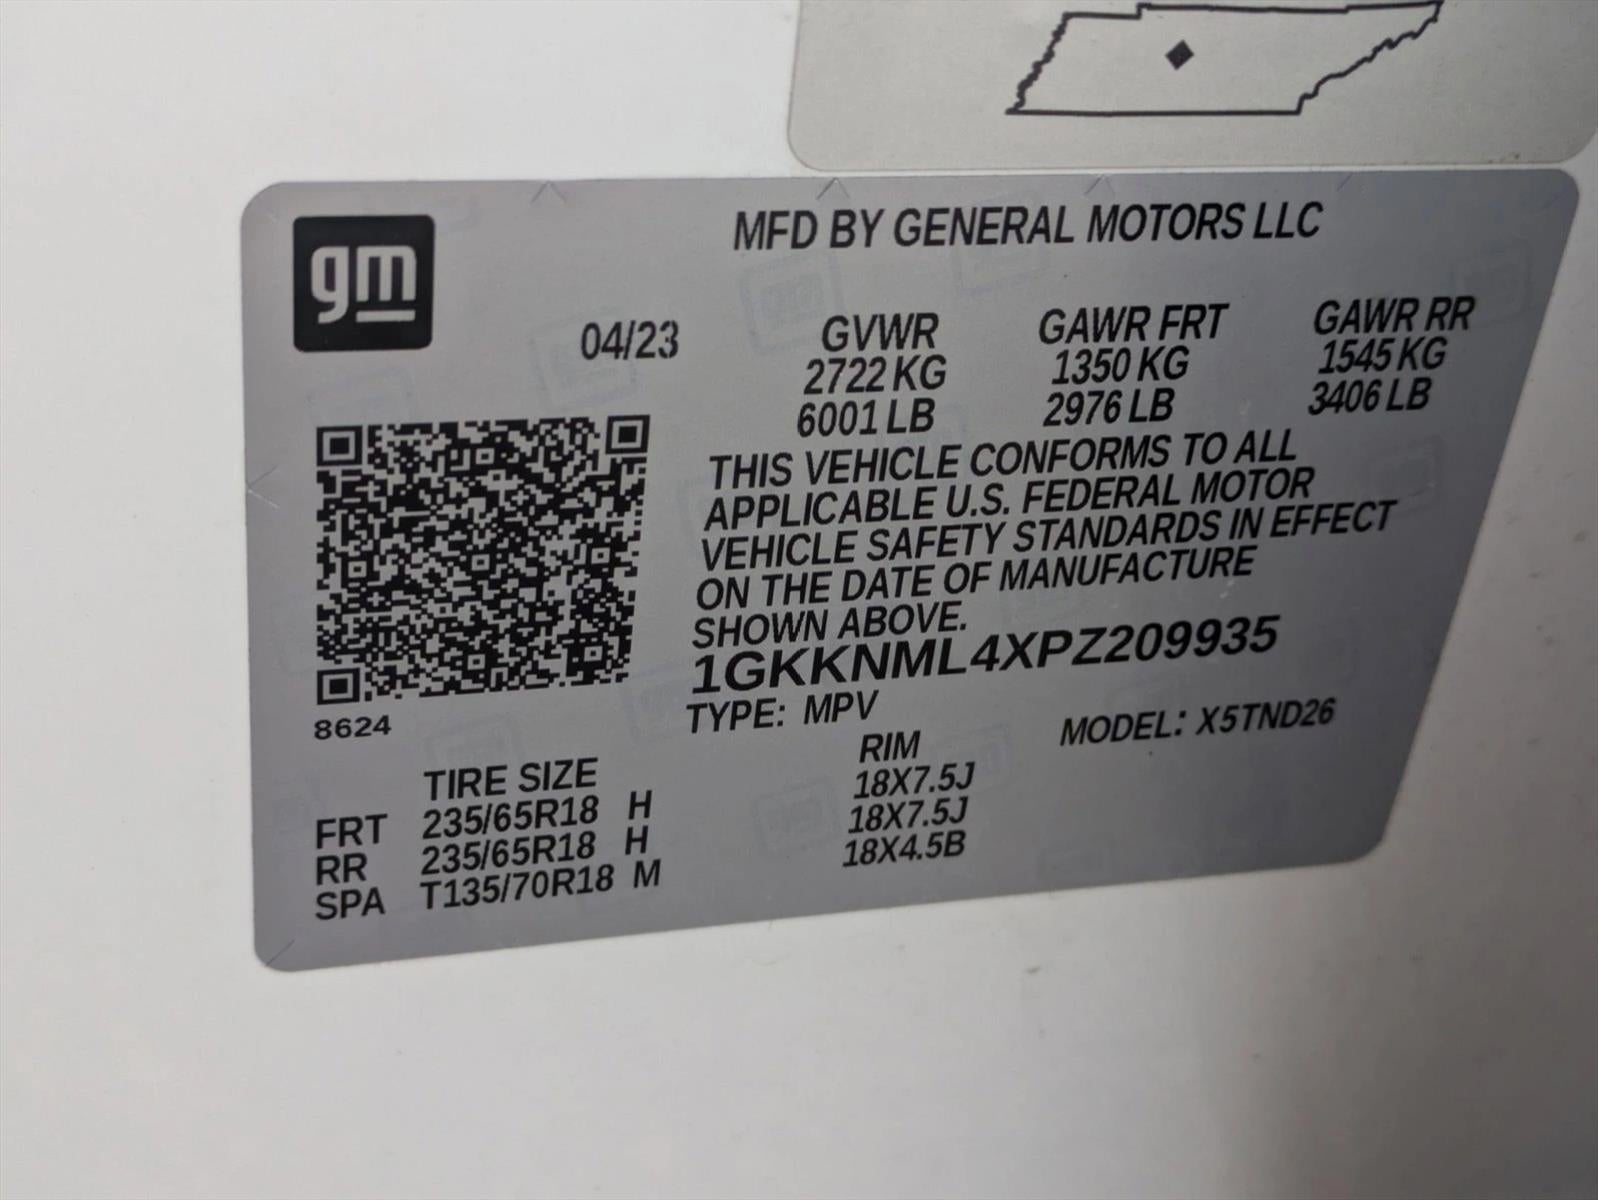 gm
MFD BY GENERAL MOTORS LLC
04/23
GVWR GAWR FRT GAWR RR
2722 KG 1350 KG 1545 KG
6001 LB 2976 LB 3406 LB
THIS VEHICLE CONFORMS TO ALL
APPLICABLE U.S. FEDERAL MOTOR
VEHICLE SAFETY STANDARDS IN EFFECT
ON THE DATE OF MANUFACTURE
SHOWN ABOVE.
1GKKNML4XPZ209935
TYPE: MPV MODEL: X5TND26
8624
TIRE SIZE RIM
FRT 235/65R18 H 18X7.5J
RR 235/65R18 H 18X7.5J
SPA T135/70R18 M 18X4.5B